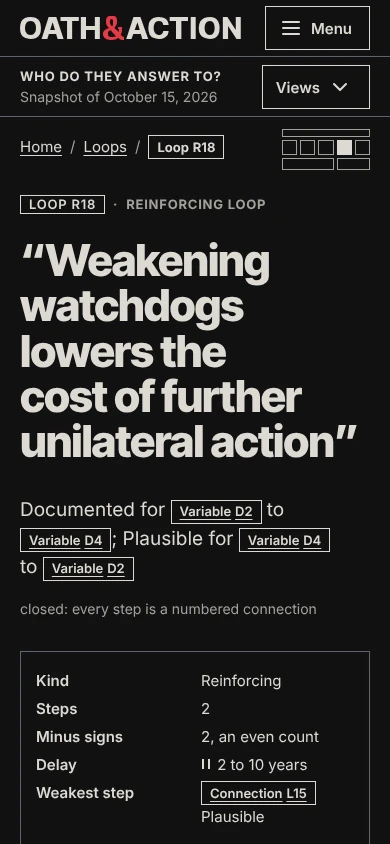 OATH&ACTION
Menu
WHO DO THEY ANSWER TO?
Snapshot of October 15, 2026
Views
Home / Loops / Loop R18
LOOP R18 · REINFORCING LOOP
“Weakening
watchdogs
lowers the
cost of further
unilateral action”
Documented for Variable D2 to
Variable D4; Plausible for Variable D4
to Variable D2
closed: every step is a numbered connection
Kind Reinforcing
Steps 2
Minus signs 2, an even count
Delay 2 to 10 years
Weakest step Connection L15
Plausible